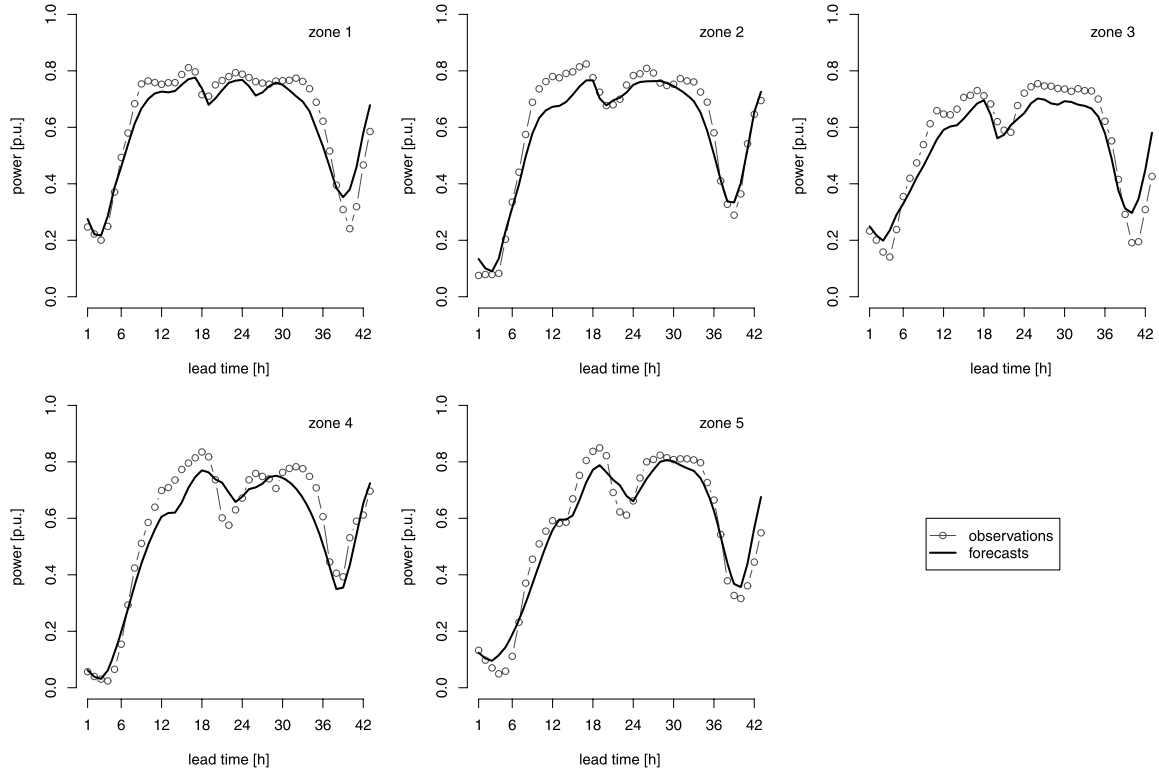 zone 1
power [p.u.]
0.0 0.2 0.4 0.6 0.8 1.0
1 6 12 18 24 30 36 42
lead time [h]
zone 2
power [p.u.]
0.0 0.2 0.4 0.6 0.8 1.0
1 6 12 18 24 30 36 42
lead time [h]
zone 3
power [p.u.]
0.0 0.2 0.4 0.6 0.8 1.0
1 6 12 18 24 30 36 42
lead time [h]
zone 4
power [p.u.]
0.0 0.2 0.4 0.6 0.8 1.0
1 6 12 18 24 30 36 42
lead time [h]
zone 5
power [p.u.]
0.0 0.2 0.4 0.6 0.8 1.0
1 6 12 18 24 30 36 42
lead time [h]
observations
forecasts